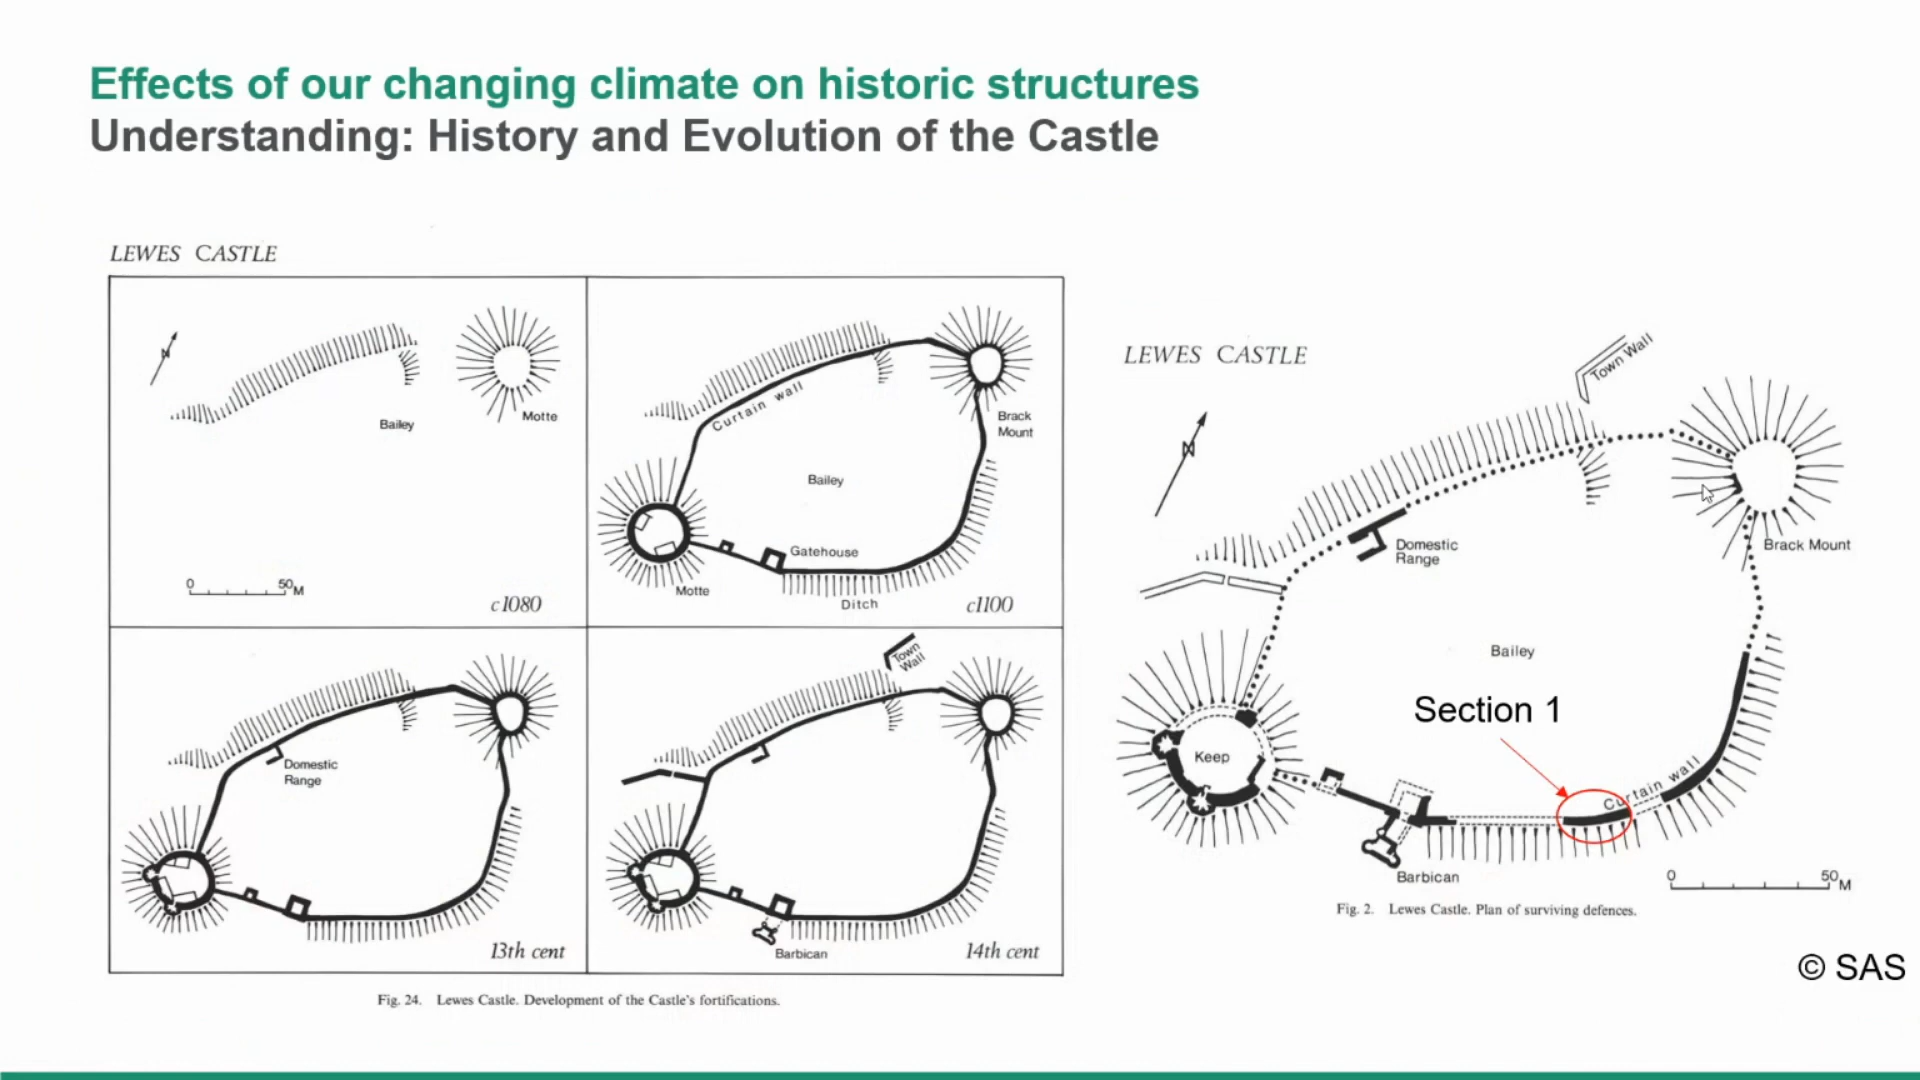 Effects of our changing climate on historic structures
Understanding: History and Evolution of the Castle
LEWES CASTLE
N
Bailey
Motte
0 50 M
c1080
Curtain wall
Brack
Mount
Bailey
Gatehouse
Motte
Ditch
c1100
Domestic
Range
13th cent
Town
Wall
Barbican
14th cent
Fig. 24. Lewes Castle. Development of the Castle's fortifications.
LEWES CASTLE
N
Town Wall
Domestic
Range
Brack Mount
Bailey
Section 1
Keep
Curtain wall
Barbican
0 50 M
Fig. 2. Lewes Castle. Plan of surviving defences.
© SAS